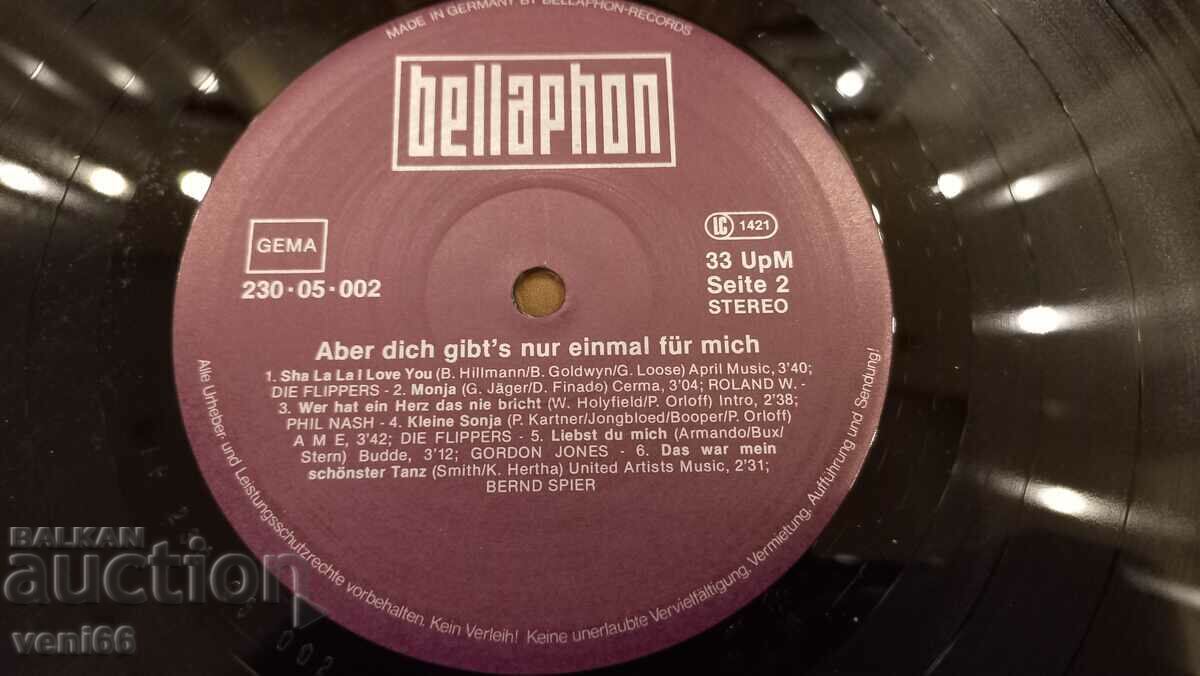 MADE IN GERMANY BY BELLAPHON-RECORDS
bellaphon
GEMA
230·05·002
LC 1421
33 UpM
Seite 2
STEREO
Aber dich gibt's nur einmal für mich
1. Sha La La I Love You (B. Hillmann/B. Goldwyn/G. Loose) April Music, 3'40;
DIE FLIPPERS - 2. Monja (G. Jäger/D. Finado) Cerma, 3'04; ROLAND W. -
3. Wer hat ein Herz das nie bricht (W. Holyfield/P. Orloff) Intro, 2'38;
PHIL NASH - 4. Kleine Sonja (P. Kartner/Jongbloed/Booper/P. Orloff)
A M E, 3'42; DIE FLIPPERS - 5. Liebst du mich (Armando/Bux/
Stern) Budde, 3'12; GORDON JONES - 6. Das war mein
schönster Tanz (Smith/K. Hertha) United Artists Music, 2'31;
BERND SPIER
Alle Urheber und Leistungsschutzrechte vorbehalten. Kein Verleih! Keine unerlaubte Vervielfältigung, Vermietung, Aufführung und Sendung!
BALKAN
auction
veni66